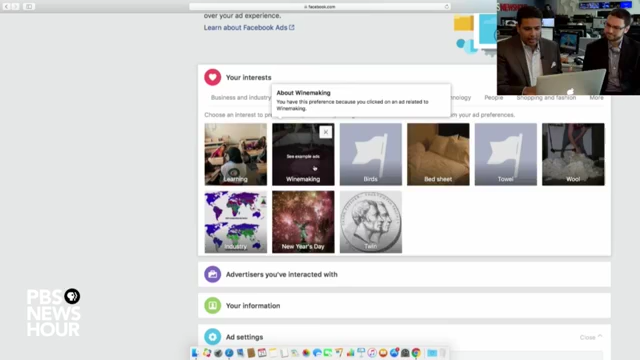 facebook.com
over your ad experience.
Learn about Facebook Ads
Your interests
About Winemaking
You have this preference because you clicked on an ad related to
Winemaking.
Business and industry
People
Shopping and fashion
More
Choose an interest to
your ad preferences.
See example ads
Learning
Winemaking
Birds
Bed sheet
Towel
Wool
Industry
New Year's Day
Twin
Advertisers you've interacted with
Your information
Ad settings
Close
PBS
NEWS
HOUR